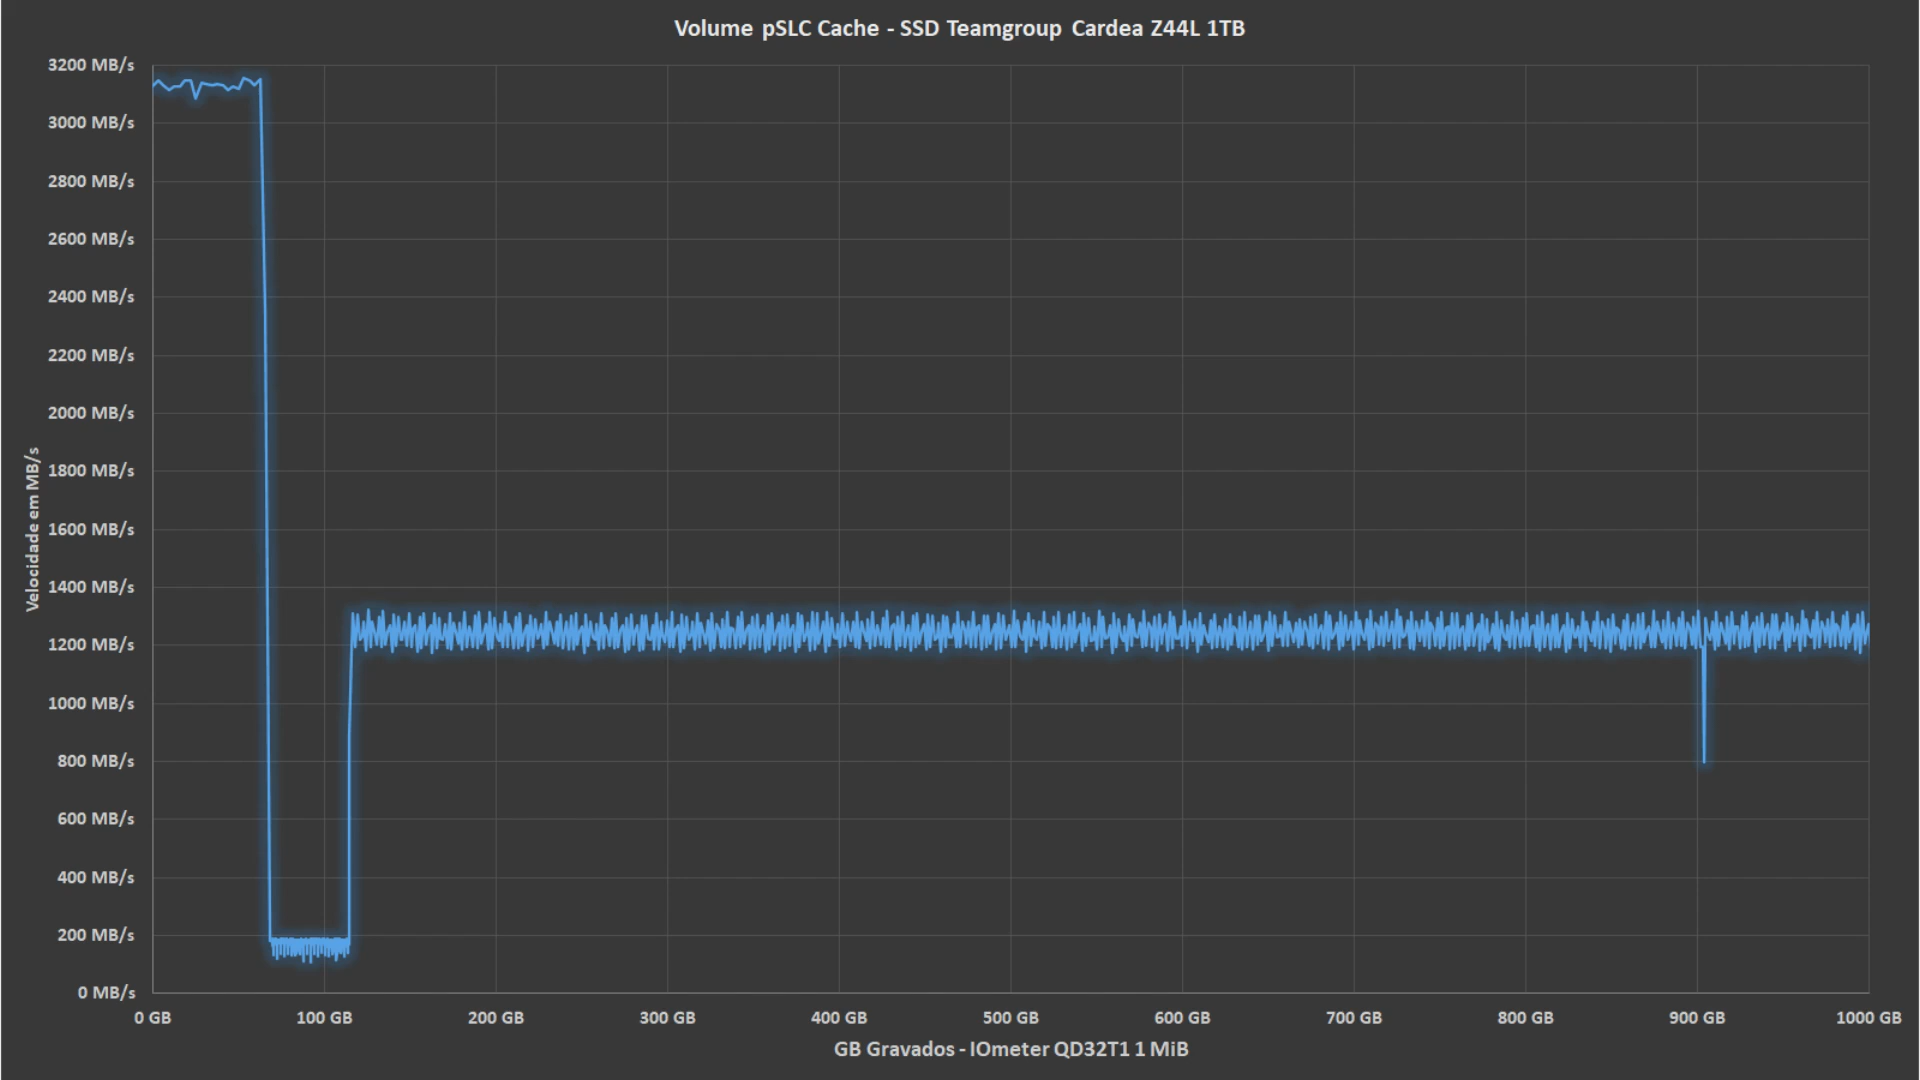 Volume pSLC Cache - SSD Teamgroup Cardea Z44L 1TB
3200 MB/s
3000 MB/s
2800 MB/s
2600 MB/s
2400 MB/s
2200 MB/s
2000 MB/s
1800 MB/s
1600 MB/s
1400 MB/s
1200 MB/s
1000 MB/s
800 MB/s
600 MB/s
400 MB/s
200 MB/s
0 MB/s
Velocidade em MB/s
0 GB 100 GB 200 GB 300 GB 400 GB 500 GB 600 GB 700 GB 800 GB 900 GB 1000 GB
GB Gravados - IOmeter QD32T1 1 MiB